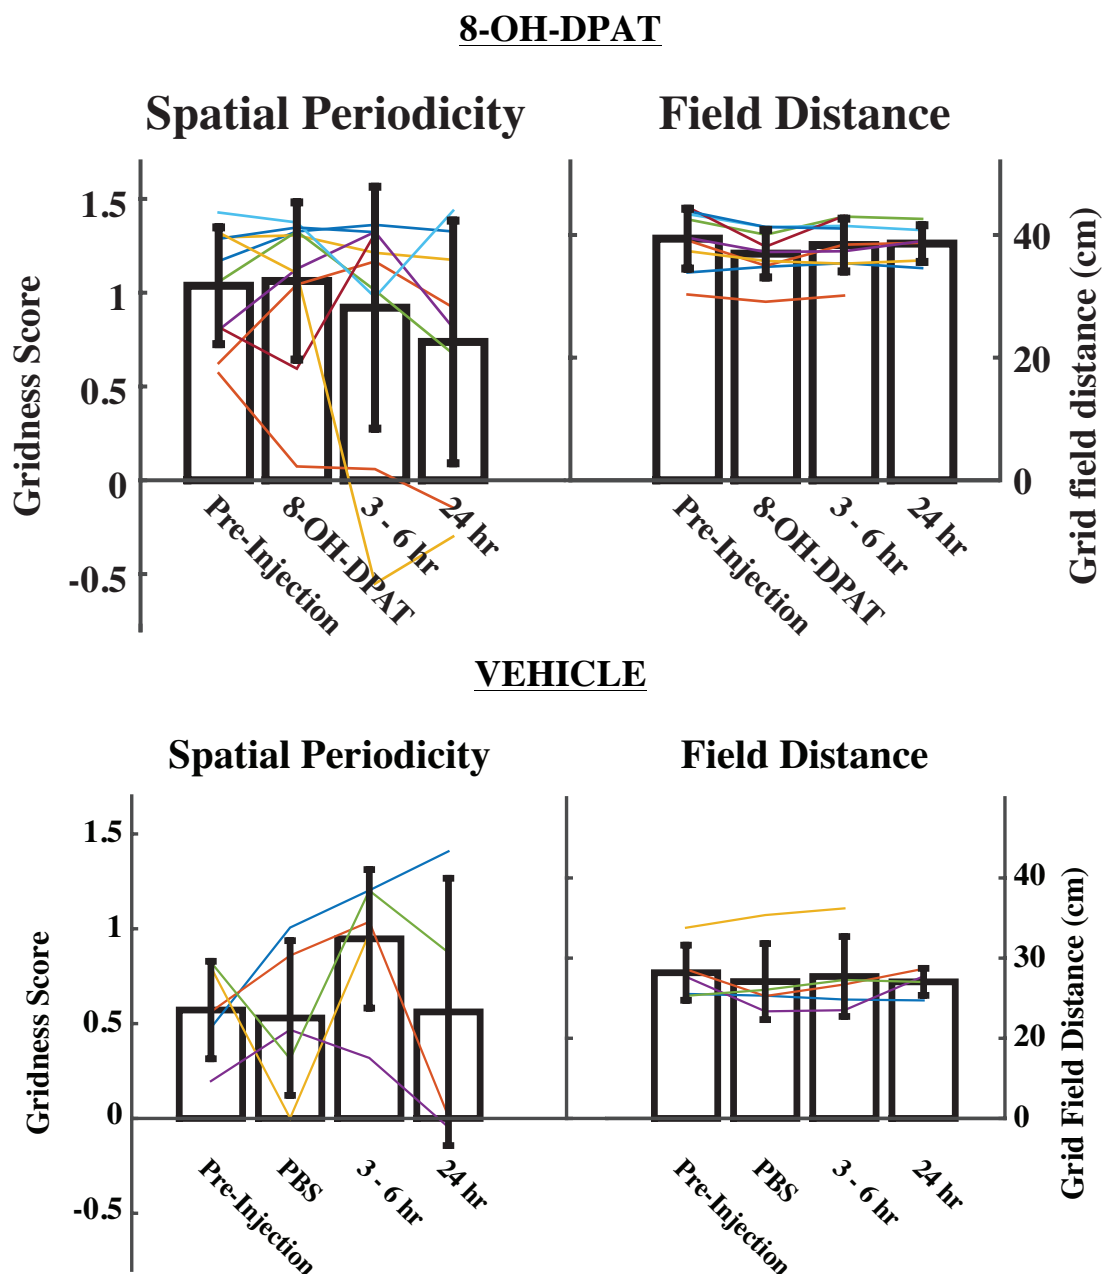 8-OH-DPAT
Spatial Periodicity
Field Distance
Gridness Score
1.5
1
0.5
0
-0.5
Pre-Injection
8-OH-DPAT
3 - 6 hr
24 hr
Pre-Injection
8-OH-DPAT
3 - 6 hr
24 hr
40
20
0
Grid field distance (cm)
VEHICLE
Spatial Periodicity
Field Distance
Gridness Score
1.5
1
0.5
0
-0.5
Pre-Injection
PBS
3 - 6 hr
24 hr
Pre-Injection
PBS
3 - 6 hr
24 hr
40
30
20
0
Grid Field Distance (cm)